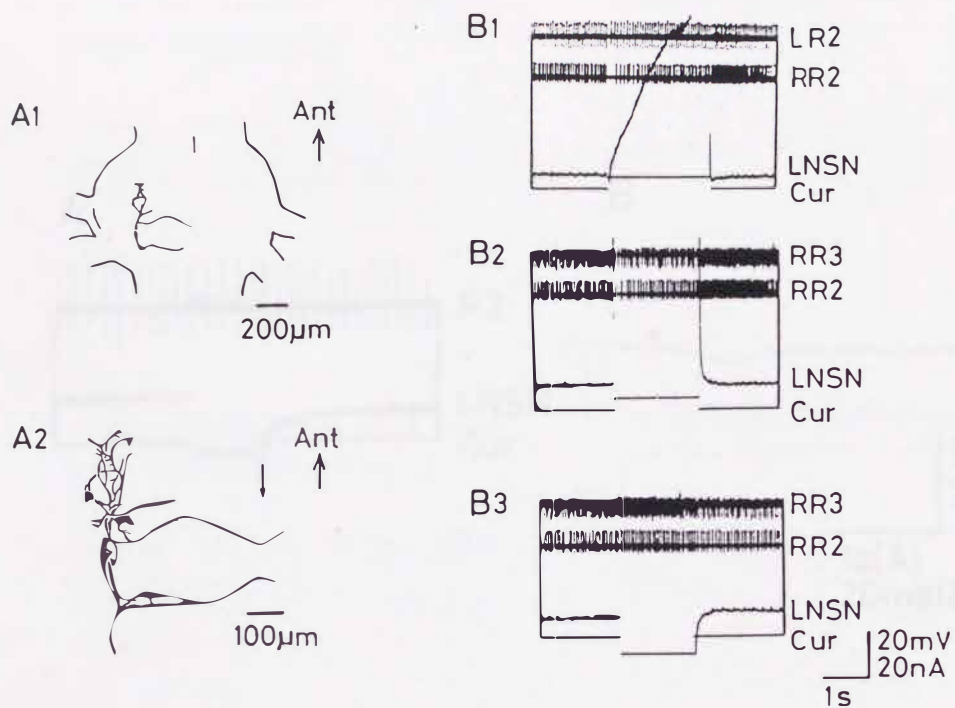 A1
Ant
200µm
A2
Ant
100µm
B1
LR2
RR2
LNSN
Cur
B2
RR3
RR2
LNSN
Cur
B3
RR3
RR2
LNSN
Cur
20mV
20nA
1s